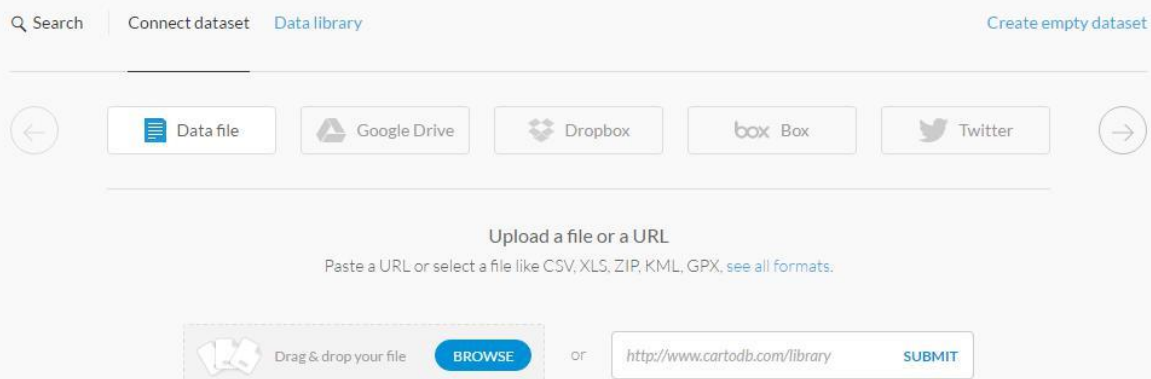 Search Connect dataset Data library Create empty dataset
Data file Google Drive Dropbox box Box Twitter
Upload a file or a URL
Paste a URL or select a file like CSV, XLS, ZIP, KML, GPX, see all formats.
Drag & drop your file BROWSE or http://www.cartodb.com/library SUBMIT